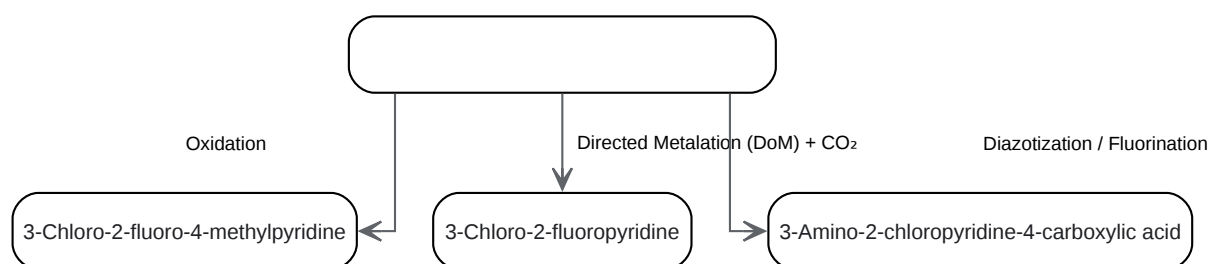 Oxidation
Directed Metalation (DoM) + CO₂
Diazotization / Fluorination
3-Chloro-2-fluoro-4-methylpyridine
3-Chloro-2-fluoropyridine
3-Amino-2-chloropyridine-4-carboxylic acid